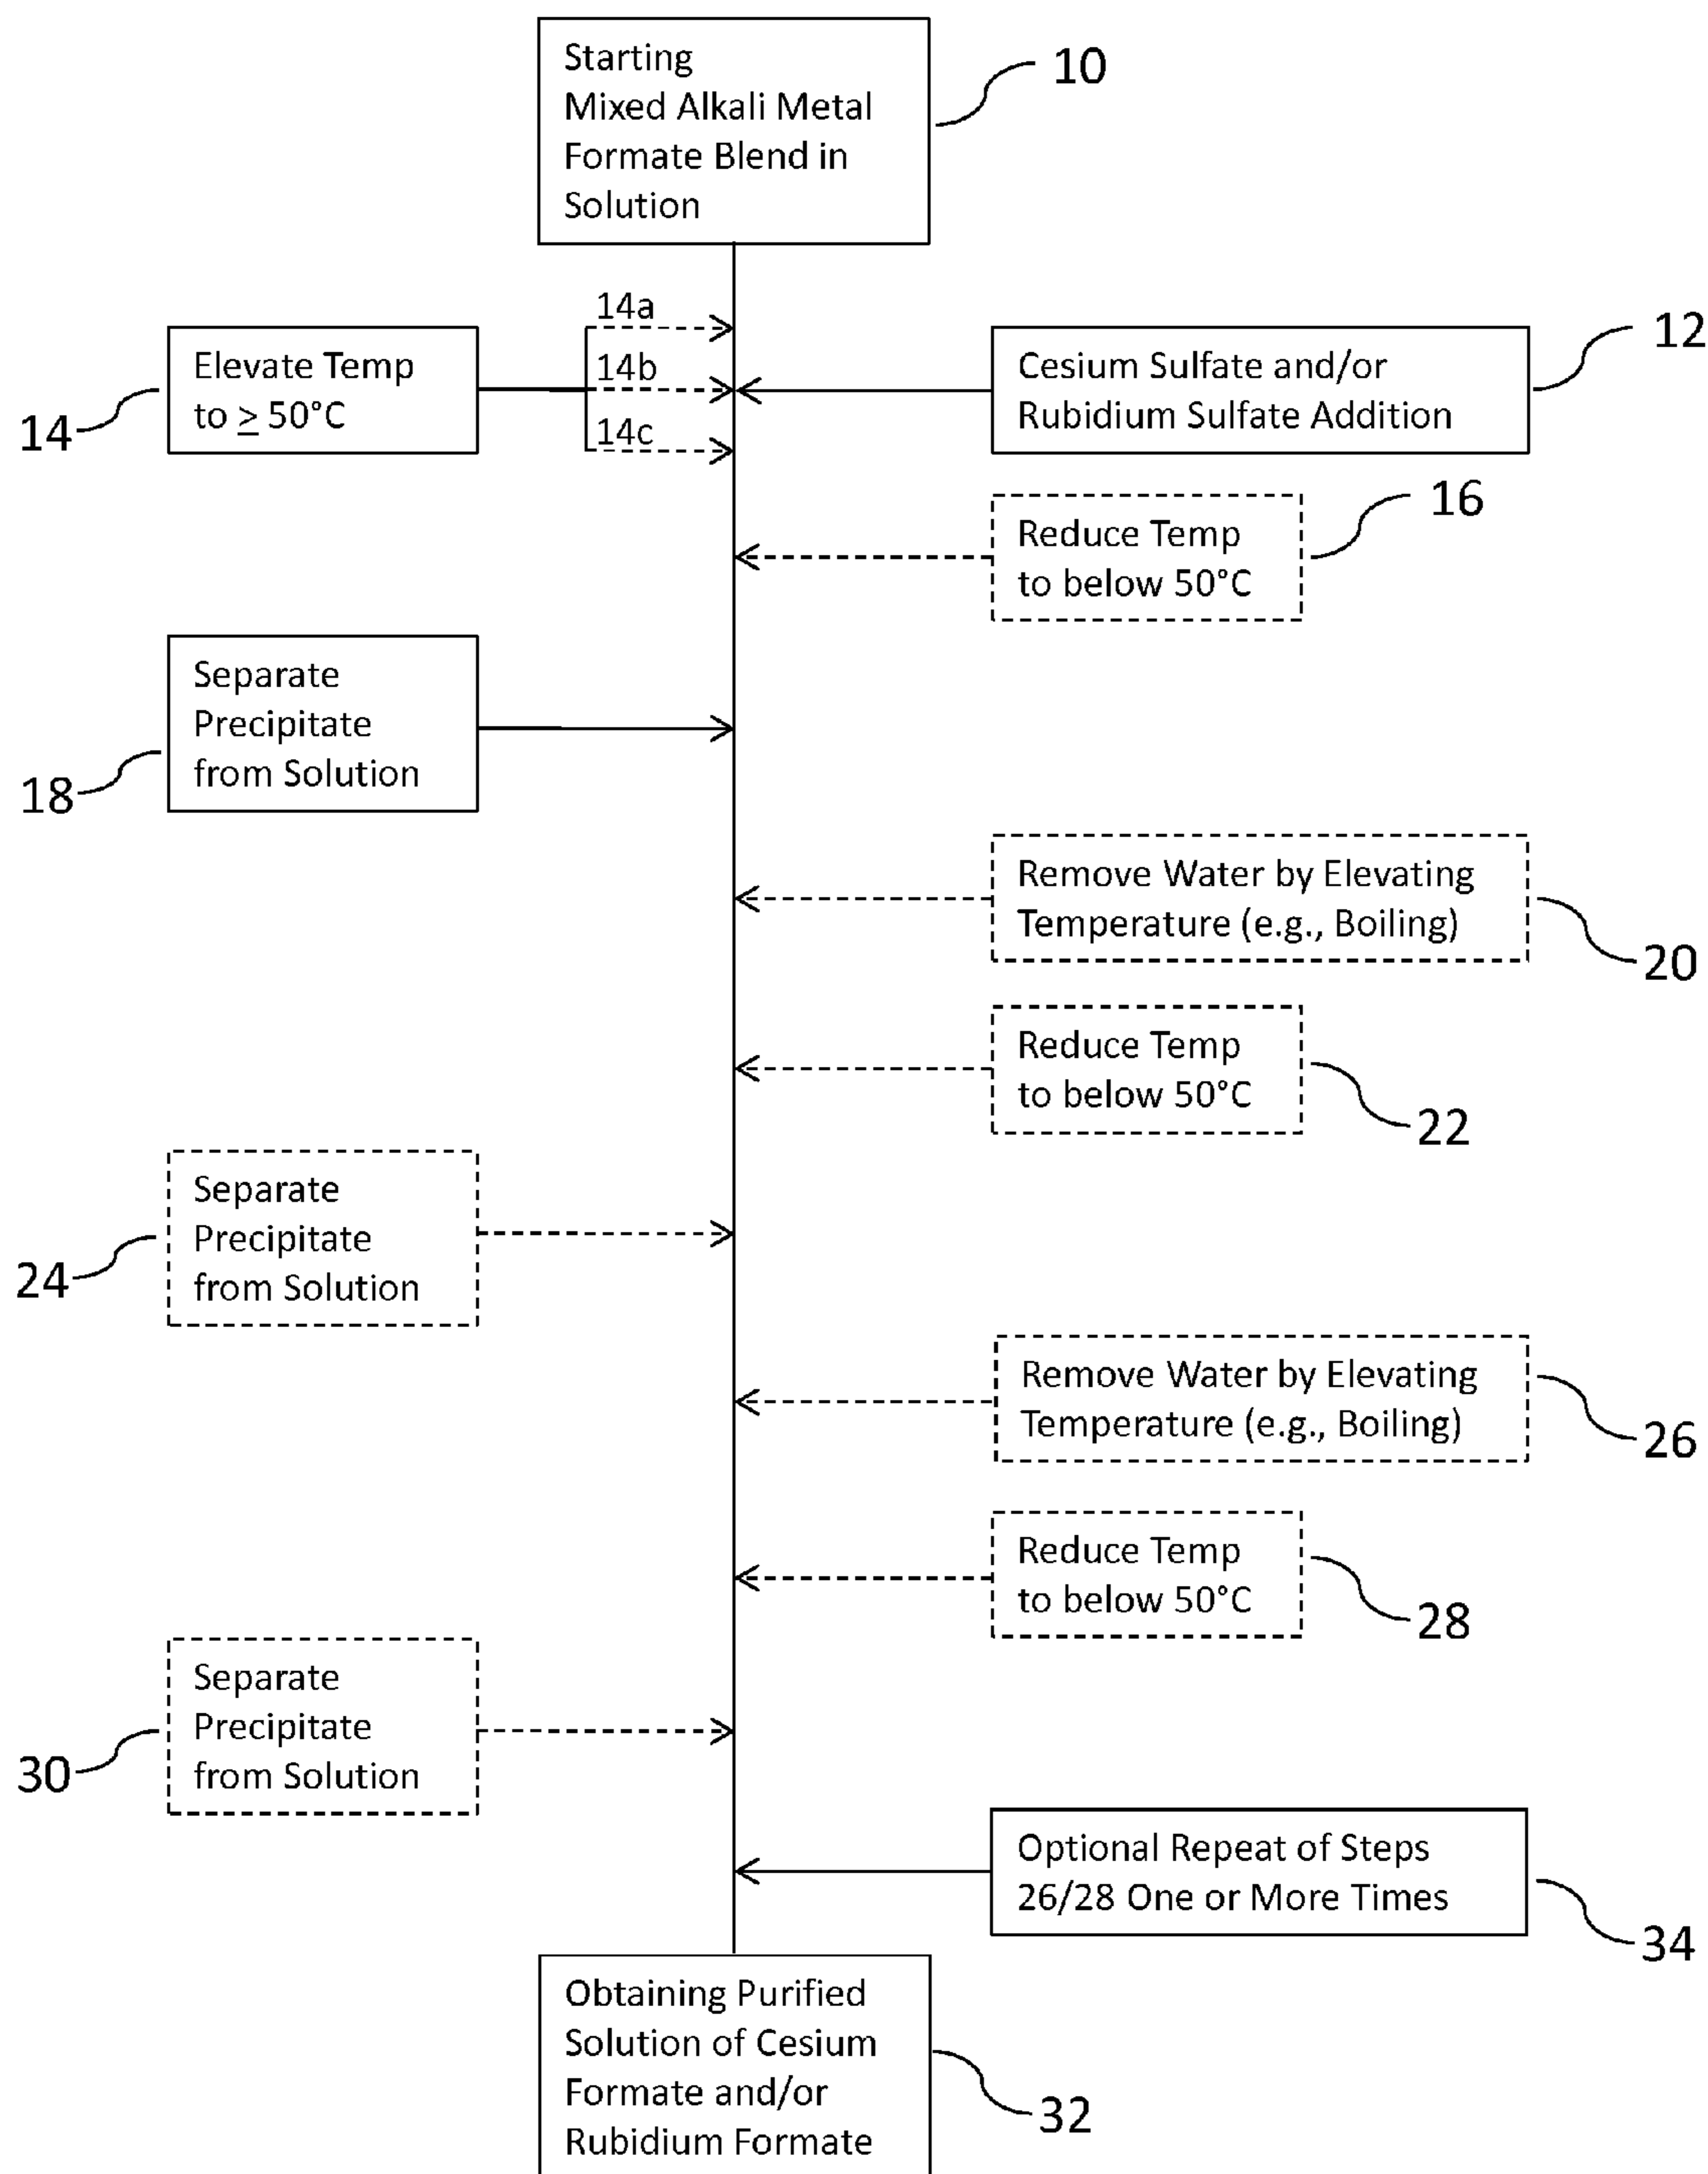 Starting
Mixed Alkali Metal
Formate Blend in
Solution
10
14a
14b
14c
Elevate Temp
to ≥ 50°C
14
Cesium Sulfate and/or
Rubidium Sulfate Addition
12
Reduce Temp
to below 50°C
16
Separate
Precipitate
from Solution
18
Remove Water by Elevating
Temperature (e.g., Boiling)
20
Reduce Temp
to below 50°C
22
Separate
Precipitate
from Solution
24
Remove Water by Elevating
Temperature (e.g., Boiling)
26
Reduce Temp
to below 50°C
28
Separate
Precipitate
from Solution
30
Optional Repeat of Steps
26/28 One or More Times
34
Obtaining Purified
Solution of Cesium
Formate and/or
Rubidium Formate
32